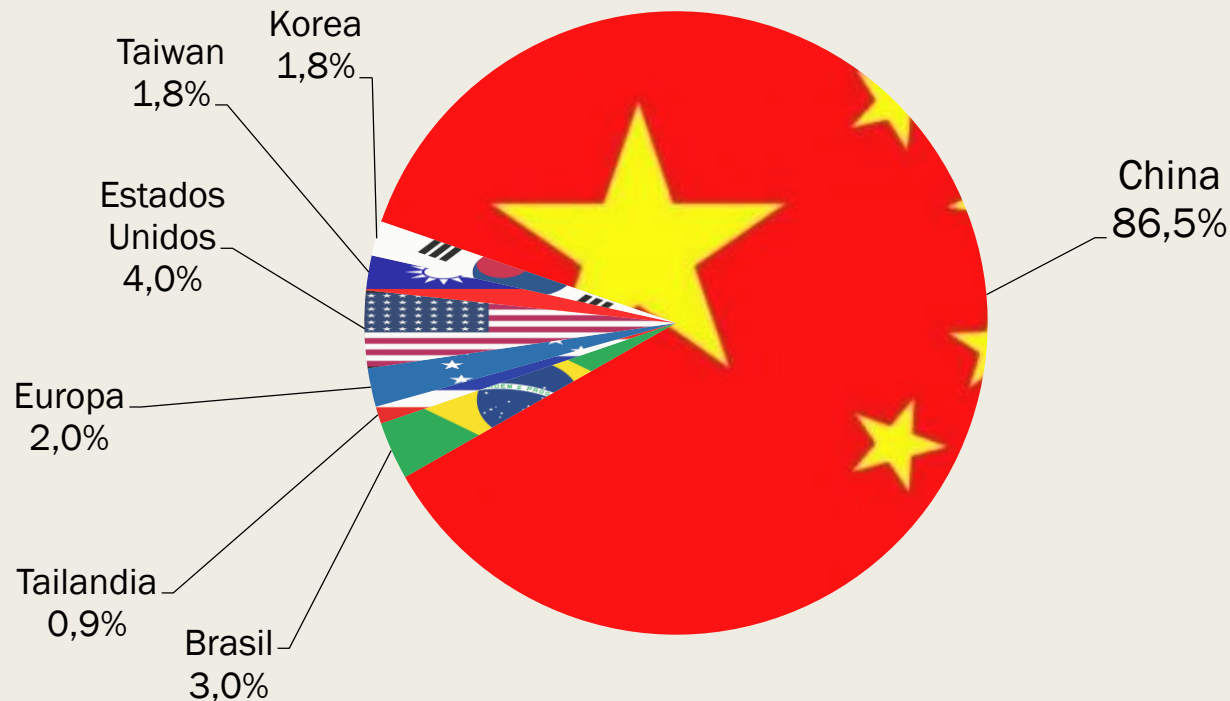 Korea
1,8%
Taiwan
1,8%
Estados
Unidos
4,0%
China
86,5%
Europa
2,0%
Tailandia
0,9%
Brasil
3,0%